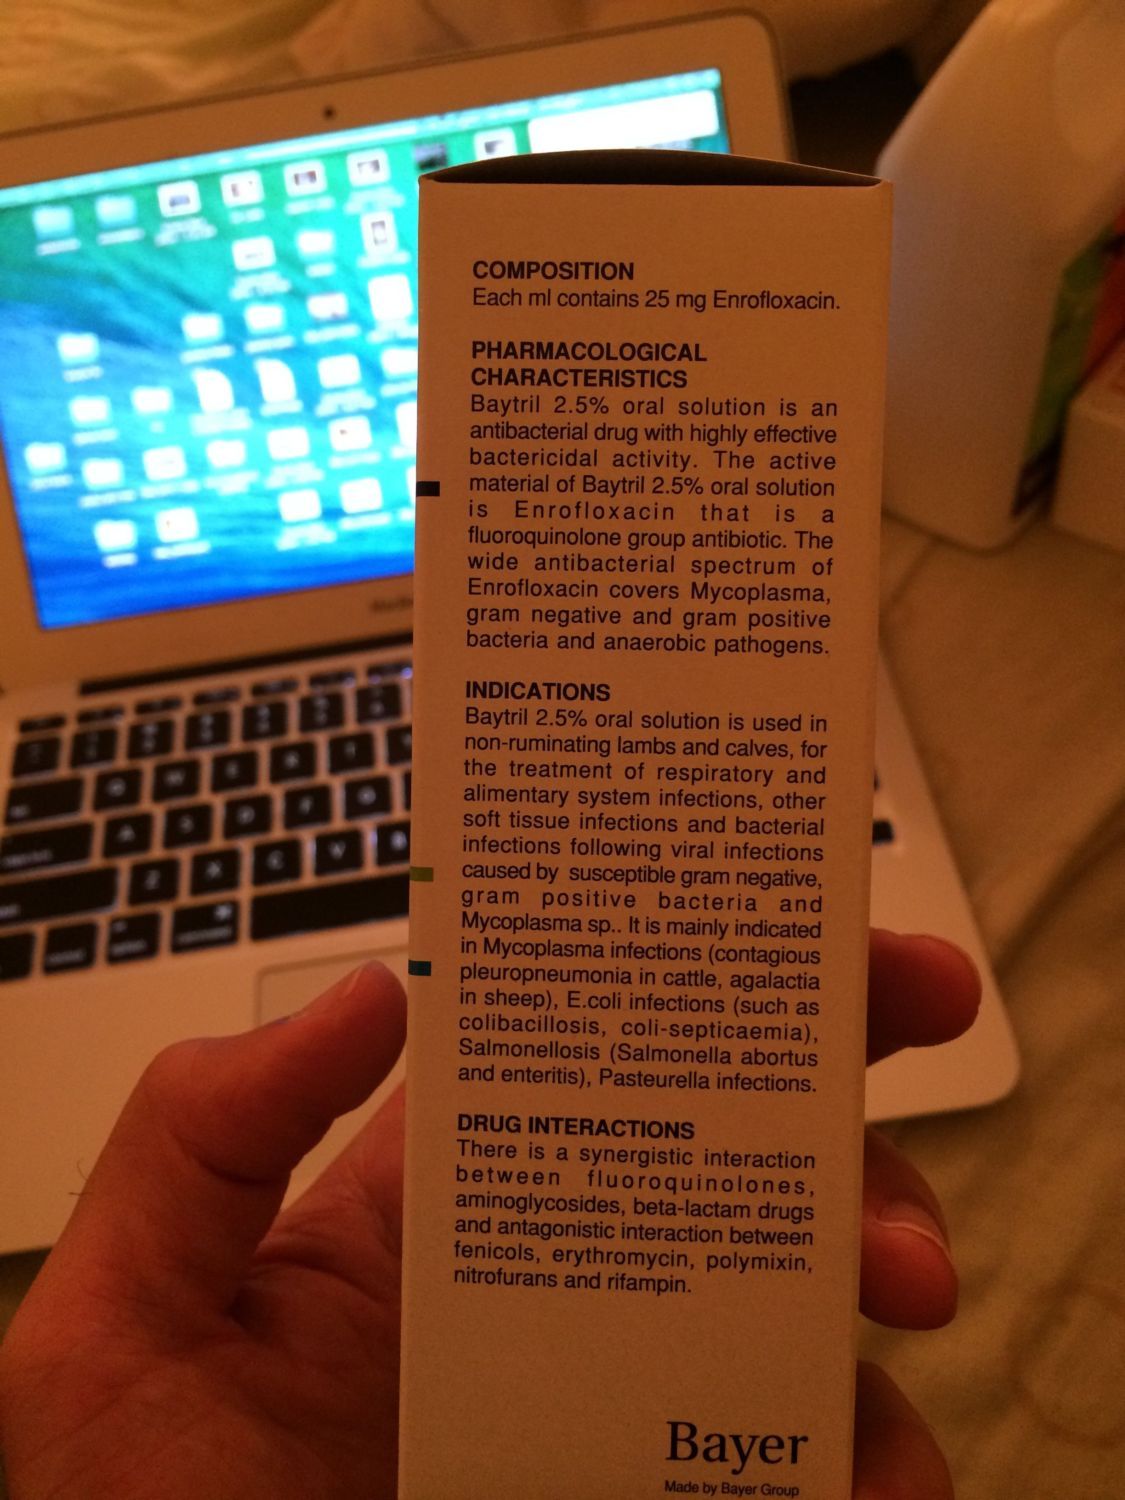 COMPOSITION
Each ml contains 25 mg Enrofloxacin.
PHARMACOLOGICAL
CHARACTERISTICS
Baytril 2.5% oral solution is an
antibacterial drug with highly effective
bactericidal activity. The active
material of Baytril 2.5% oral solution
is Enrofloxacin that is a
fluoroquinolone group antibiotic. The
wide antibacterial spectrum of
Enrofloxacin covers Mycoplasma,
gram negative and gram positive
bacteria and anaerobic pathogens.
INDICATIONS
Baytril 2.5% oral solution is used in
non-ruminating lambs and calves, for
the treatment of respiratory and
alimentary system infections, other
soft tissue infections and bacterial
infections following viral infections
caused by susceptible gram negative,
gram positive bacteria and
Mycoplasma sp.. It is mainly indicated
in Mycoplasma infections (contagious
pleuropneumonia in cattle, agalactia
in sheep), E.coli infections (such as
colibacillosis, coli-septicaemia),
Salmonellosis (Salmonella abortus
and enteritis), Pasteurella infections.
DRUG INTERACTIONS
There is a synergistic interaction
between fluoroquinolones,
aminoglycosides, beta-lactam drugs
and antagonistic interaction between
fenicols, erythromycin, polymixin,
nitrofurans and rifampin.
Bayer
Made by Bayer Group